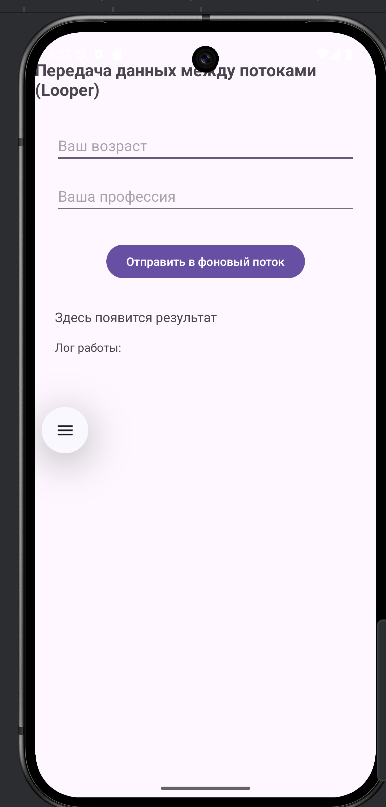 Передача данных между потоками
(Looper)
Ваш возраст
Ваша профессия
Отправить в фоновый поток
Здесь появится результат
Лог работы: